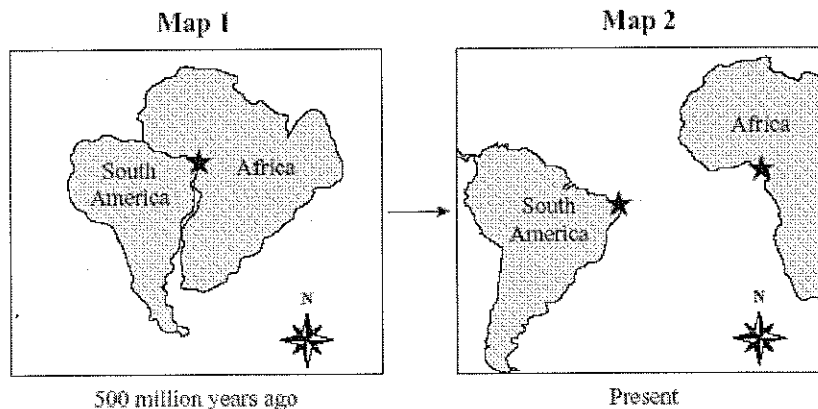 Map 1
Map 2
South
America
Africa
N
500 million years ago
Africa
South
America
N
Present